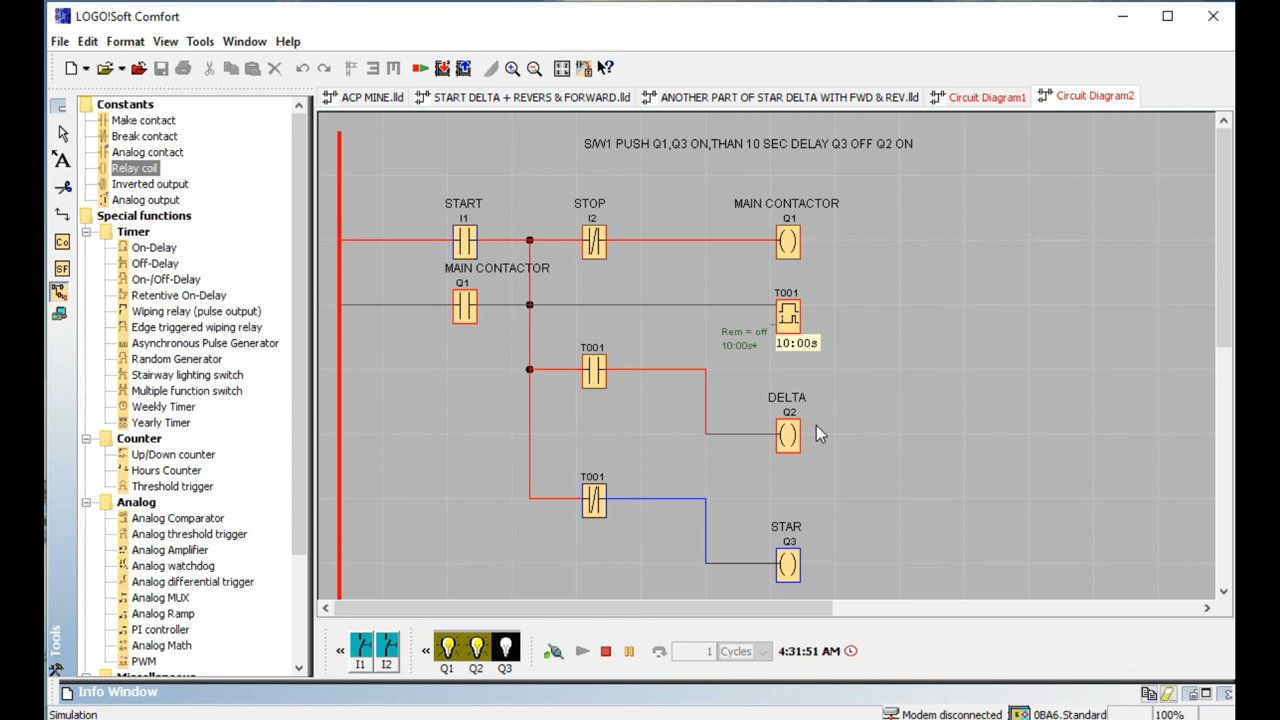 LOGO!Soft Comfort
File Edit Format View Tools Window Help
ACP MINE.lld START DELTA + REVERS & FORWARD.lld ANOTHER PART OF STAR DELTA WITH FWD & REV.lld Circuit Diagram1 Circuit Diagram2
Constants
Make contact
Break contact
Analog contact
Relay coil
Inverted output
Analog output
Special functions
Timer
On-Delay
Off-Delay
On-/Off-Delay
Retentive On-Delay
Wiping relay (pulse output)
Edge triggered wiping relay
Asynchronous Pulse Generator
Random Generator
Stairway lighting switch
Multiple function switch
Weekly Timer
Yearly Timer
Counter
Up/Down counter
Hours Counter
Threshold trigger
Analog
Analog Comparator
Analog threshold trigger
Analog Amplifier
Analog watchdog
Analog differential trigger
Analog MUX
Analog Ramp
PI controller
Analog Math
PWM
A
Co
SF
Tools
S/W1 PUSH Q1,Q3 ON,THAN 10 SEC DELAY Q3 OFF Q2 ON
START STOP MAIN CONTACTOR
I1 I2 Q1
MAIN CONTACTOR
Q1
T001
Rem = off
10:00s+
10:00s
T001
DELTA
Q2
T001
STAR
Q3
I1 I2 Q1 Q2 Q3
1 Cycles 4:31:51 AM
Info Window
Simulation Modem disconnected 0BA6.Standard 100%